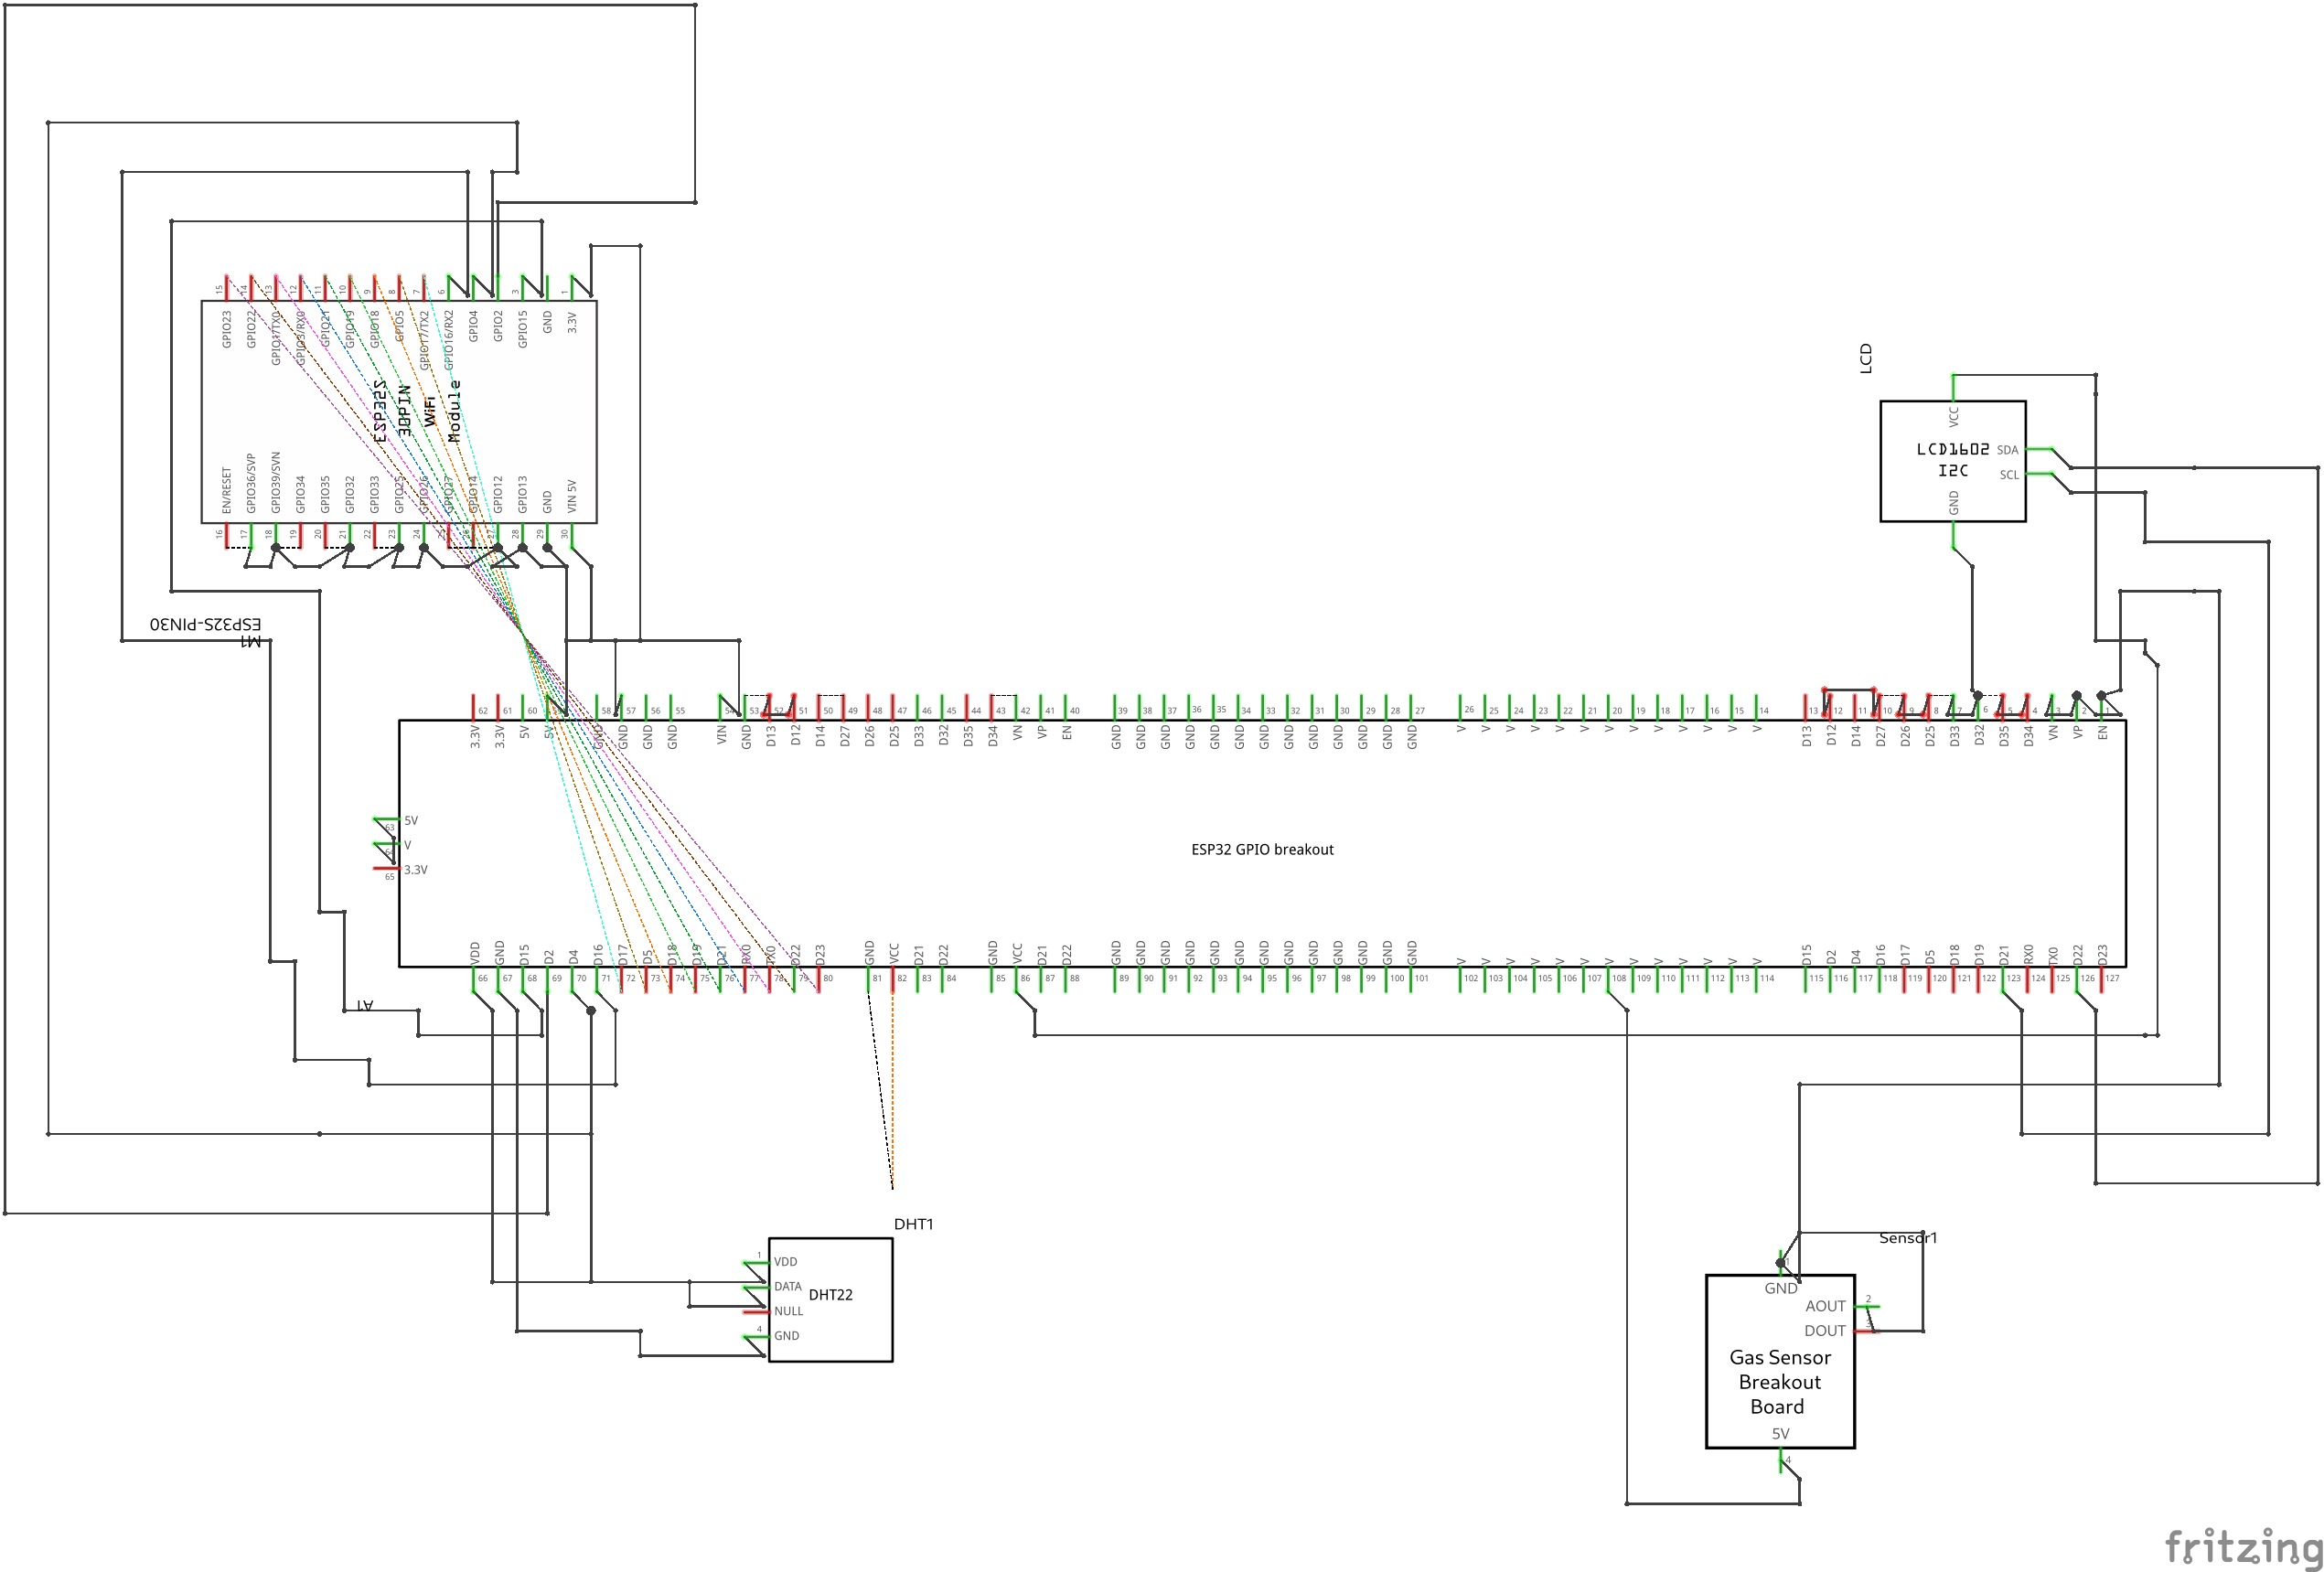 15 14 13 12 11 10 9 8 7 6 3 1
GPIO23 GPIO22 GPIO1/TX0 GPIO3/RX0 GPIO21 GPIO19 GPIO18 GPIO5 GPIO17/TX2 GPIO16/RX2 GPIO4 GPIO2 GPIO15 GND 3.3V
ESP32S
30PIN
WiFi
Module
EN/RESET GPIO36/SVP GPIO39/SVN GPIO34 GPIO35 GPIO32 GPIO33 GPIO25 GPIO26 GPIO27 GPIO14 GPIO12 GPIO13 GND VIN 5V
16 17 18 19 20 21 22 23 24 27 28 29 30
M1
ESP32S-PIN30
LCD
VCC
LCD1602
I2C
SDA
SCL
GND
62 61 60 58 57 56 55 54 53 52 51 50 49 48 47 46 45 44 43 42 41 40 39 38 37 36 35 34 33 32 31 30 29 28 27 26 25 24 23 22 21 20 19 18 17 16 15 14 13 12 11 10 9 8 7 6 5 4 3 2 1
3.3V 3.3V 5V 5V GND GND GND GND VIN GND D13 D12 D14 D27 D26 D25 D33 D32 D35 D34 VN VP EN GND GND GND GND GND GND GND GND GND GND GND GND GND V V V V V V V V V V V V V D13 D12 D14 D27 D26 D25 D33 D32 D35 D34 VN VP EN
5V
63
V
64
3.3V
65
ESP32 GPIO breakout
VDD GND D15 D2 D4 D16 D17 D5 D18 D19 D21 RX0 TX0 D22 D23 GND VCC D21 D22 GND VCC D21 D22 GND GND GND GND GND GND GND GND GND GND GND GND GND V V V V V V V V V V V V V D15 D2 D4 D16 D17 D5 D18 D19 D21 RX0 TX0 D22 D23
66 67 68 69 70 71 72 73 74 75 76 77 78 79 80 81 82 83 84 85 86 87 88 89 90 91 92 93 94 95 96 97 98 99 100 101 102 103 104 105 106 107 108 109 110 111 112 113 114 115 116 117 118 119 120 121 122 123 124 125 126 127
A1
DHT1
1
VDD
DATA
DHT22
NULL
4
GND
Sensor1
1
GND
2
AOUT
3
DOUT
Gas Sensor
Breakout
Board
5V
4
fritzing